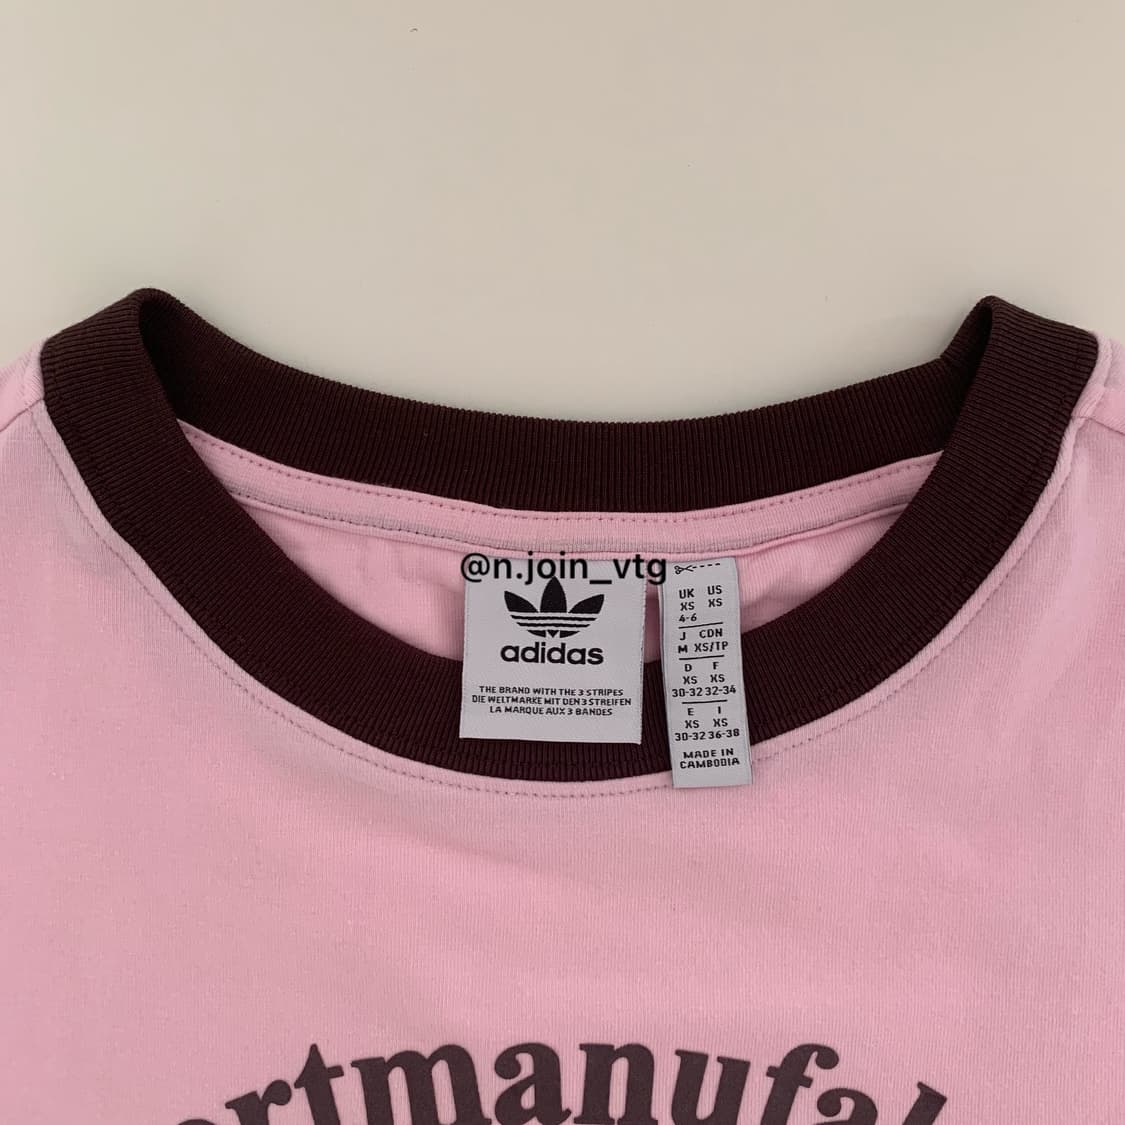 @n.join_vtg
adidas
THE BRAND WITH THE 3 STRIPES
DIE WELTMARKE MIT DEN 3 STREIFEN
LA MARQUE AUX 3 BANDES
UK US
XS XS
4-6
J CDN
M XS/TP
D F
XS XS
30-32 32-34
E I
XS XS
30-32 36-38
MADE IN
CAMBODIA
ortmanufa